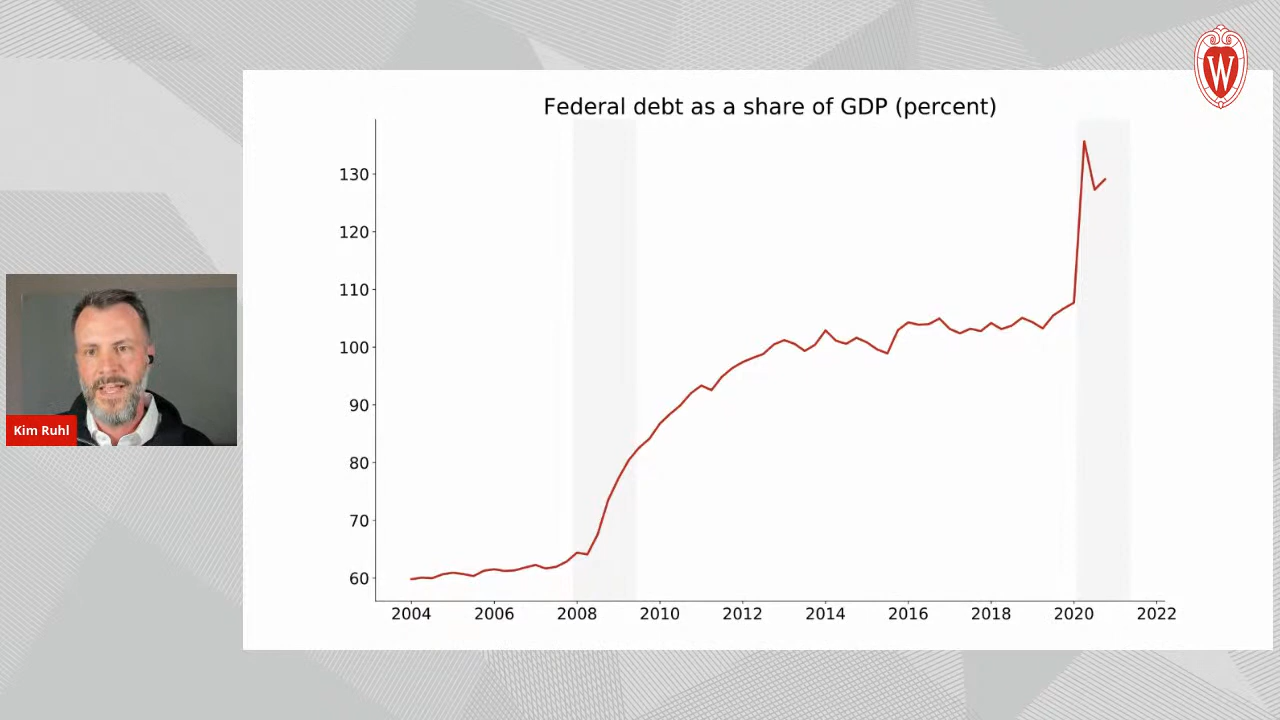 W
Federal debt as a share of GDP (percent)
130
120
110
100
90
80
70
60
2004 2006 2008 2010 2012 2014 2016 2018 2020 2022
Kim Ruhl